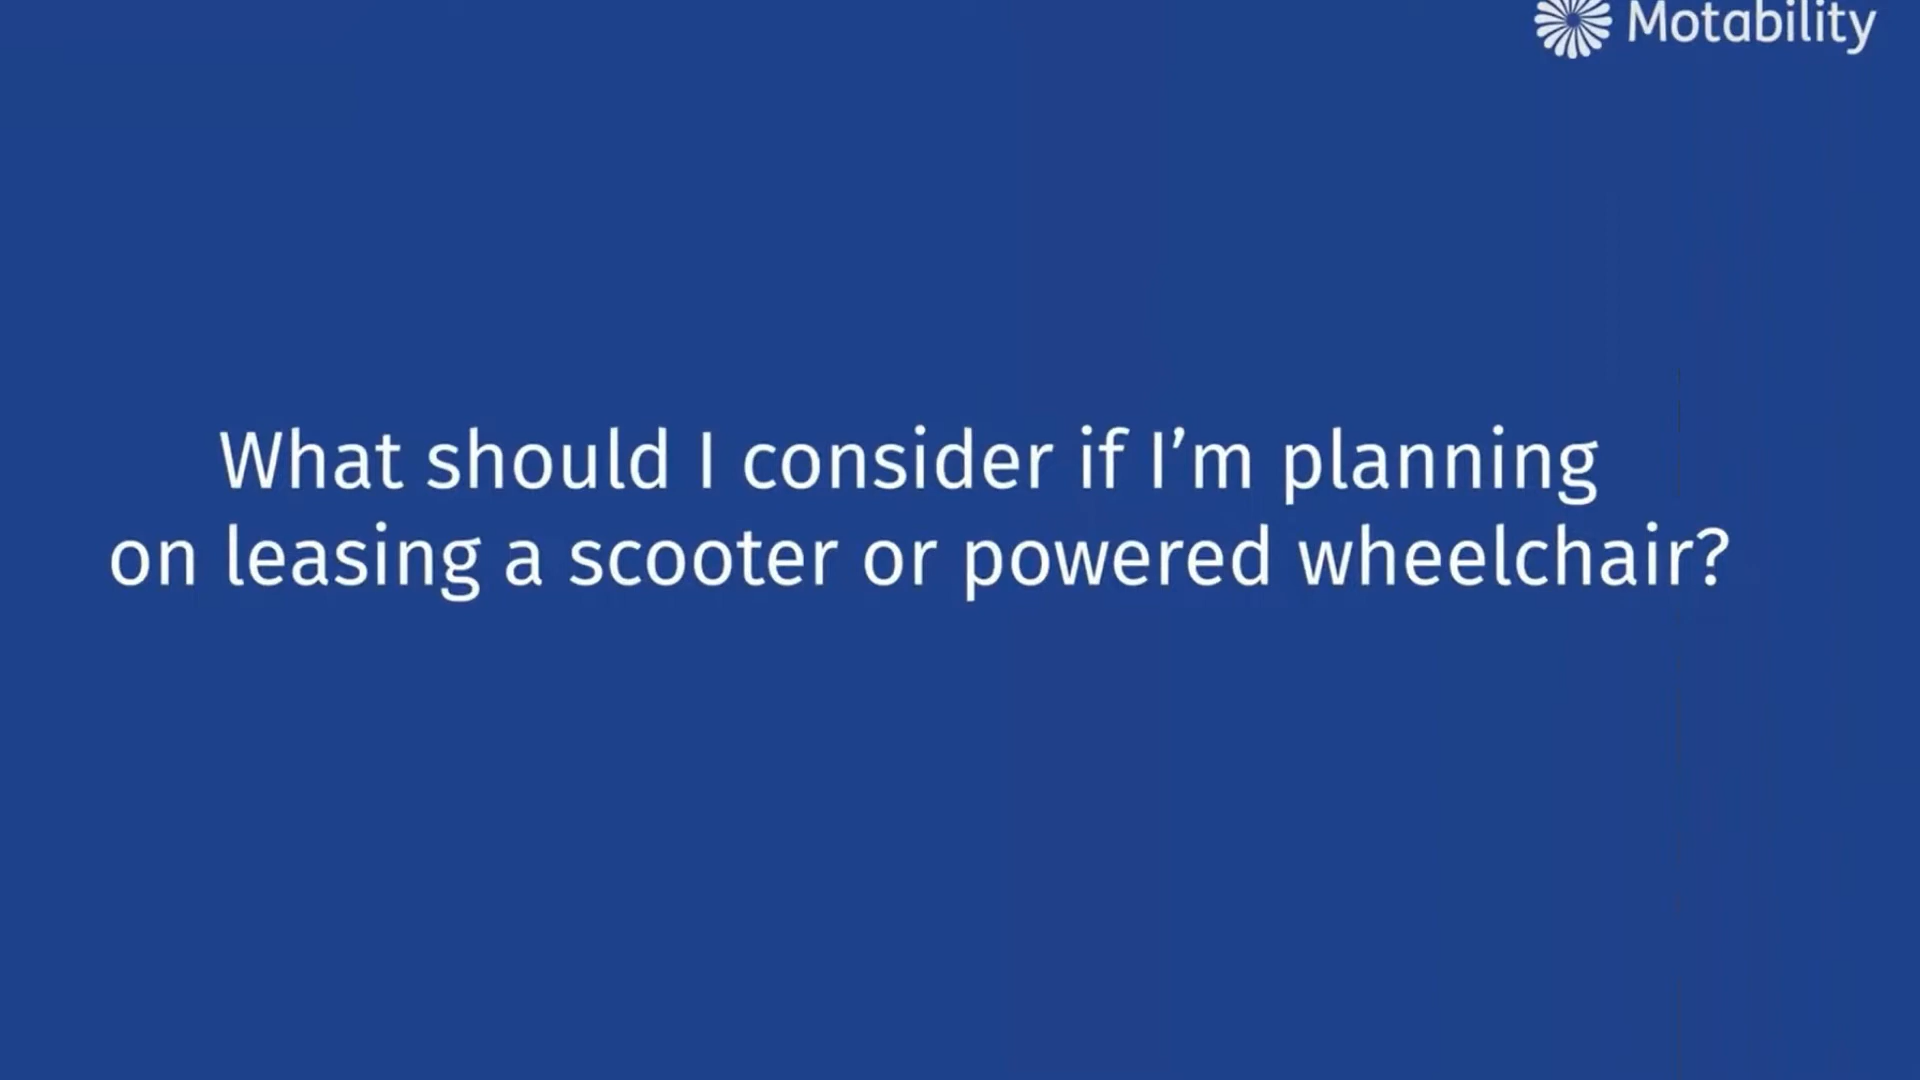 Motability
What should I consider if I’m planning
on leasing a scooter or powered wheelchair?